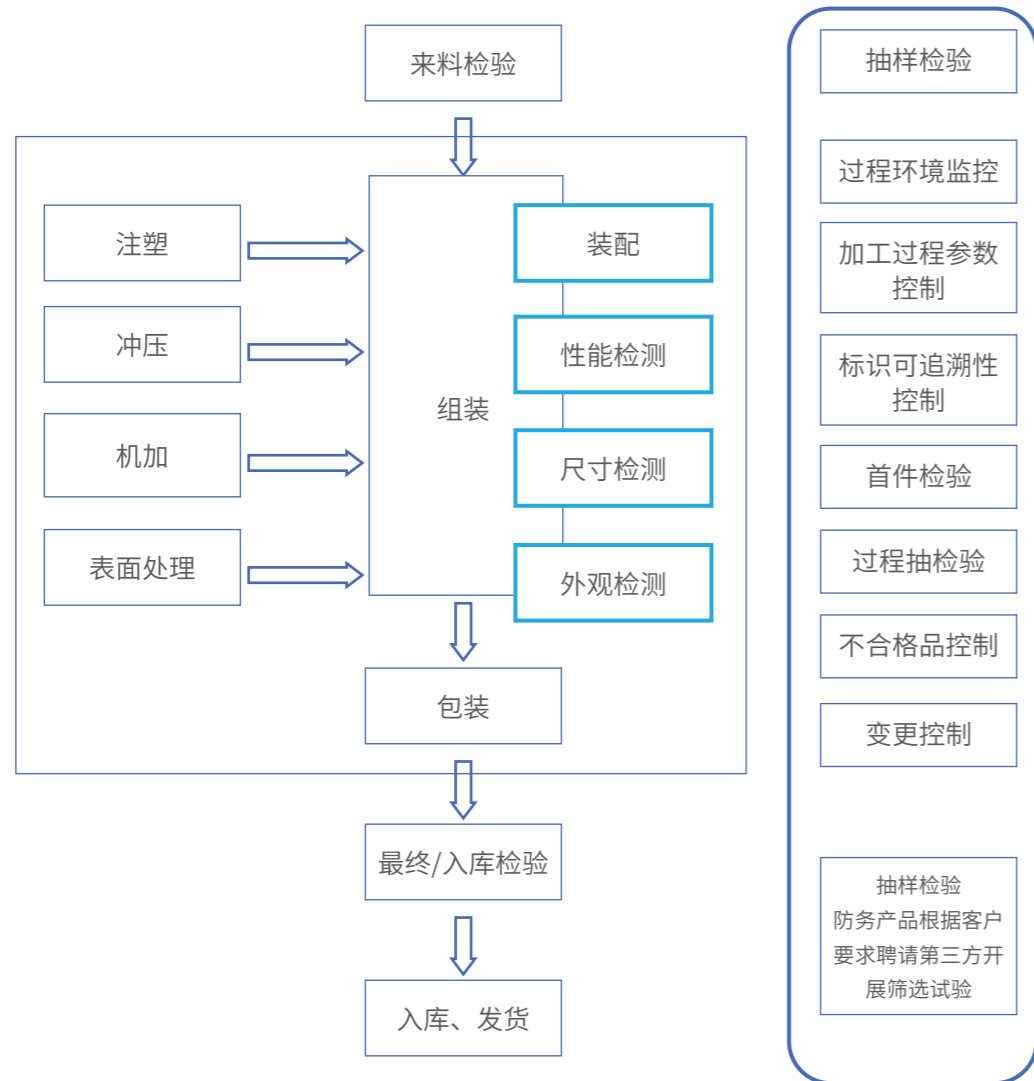 来料检验
注塑
冲压
机加
表面处理
组装
装配
性能检测
尺寸检测
外观检测
包装
最终/入库检验
入库、发货
抽样检验
过程环境监控
加工过程参数
控制
标识可追溯性
控制
首件检验
过程抽检验
不合格品控制
变更控制
抽样检验
防务产品根据客户
要求聘请第三方开
展筛选试验